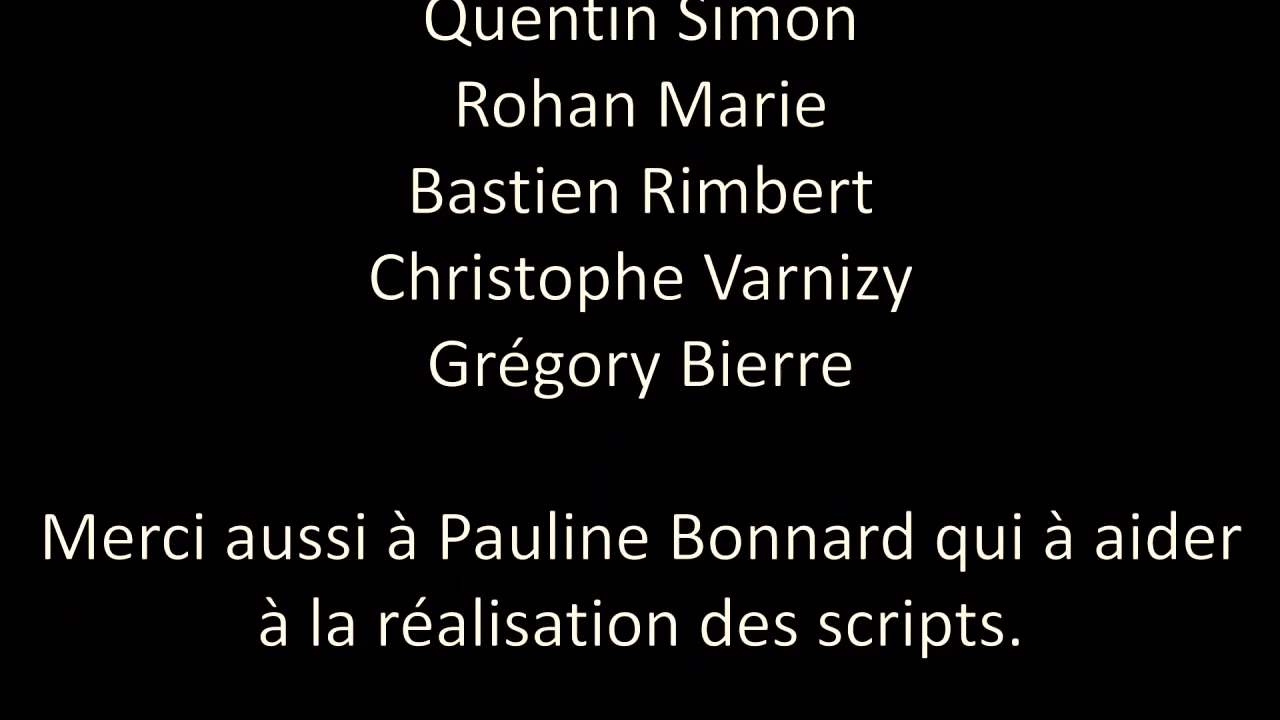 Quentin Simon
Rohan Marie
Bastien Rimbert
Christophe Varnizy
Grégory Bierre
Merci aussi à Pauline Bonnard qui à aider
à la réalisation des scripts.